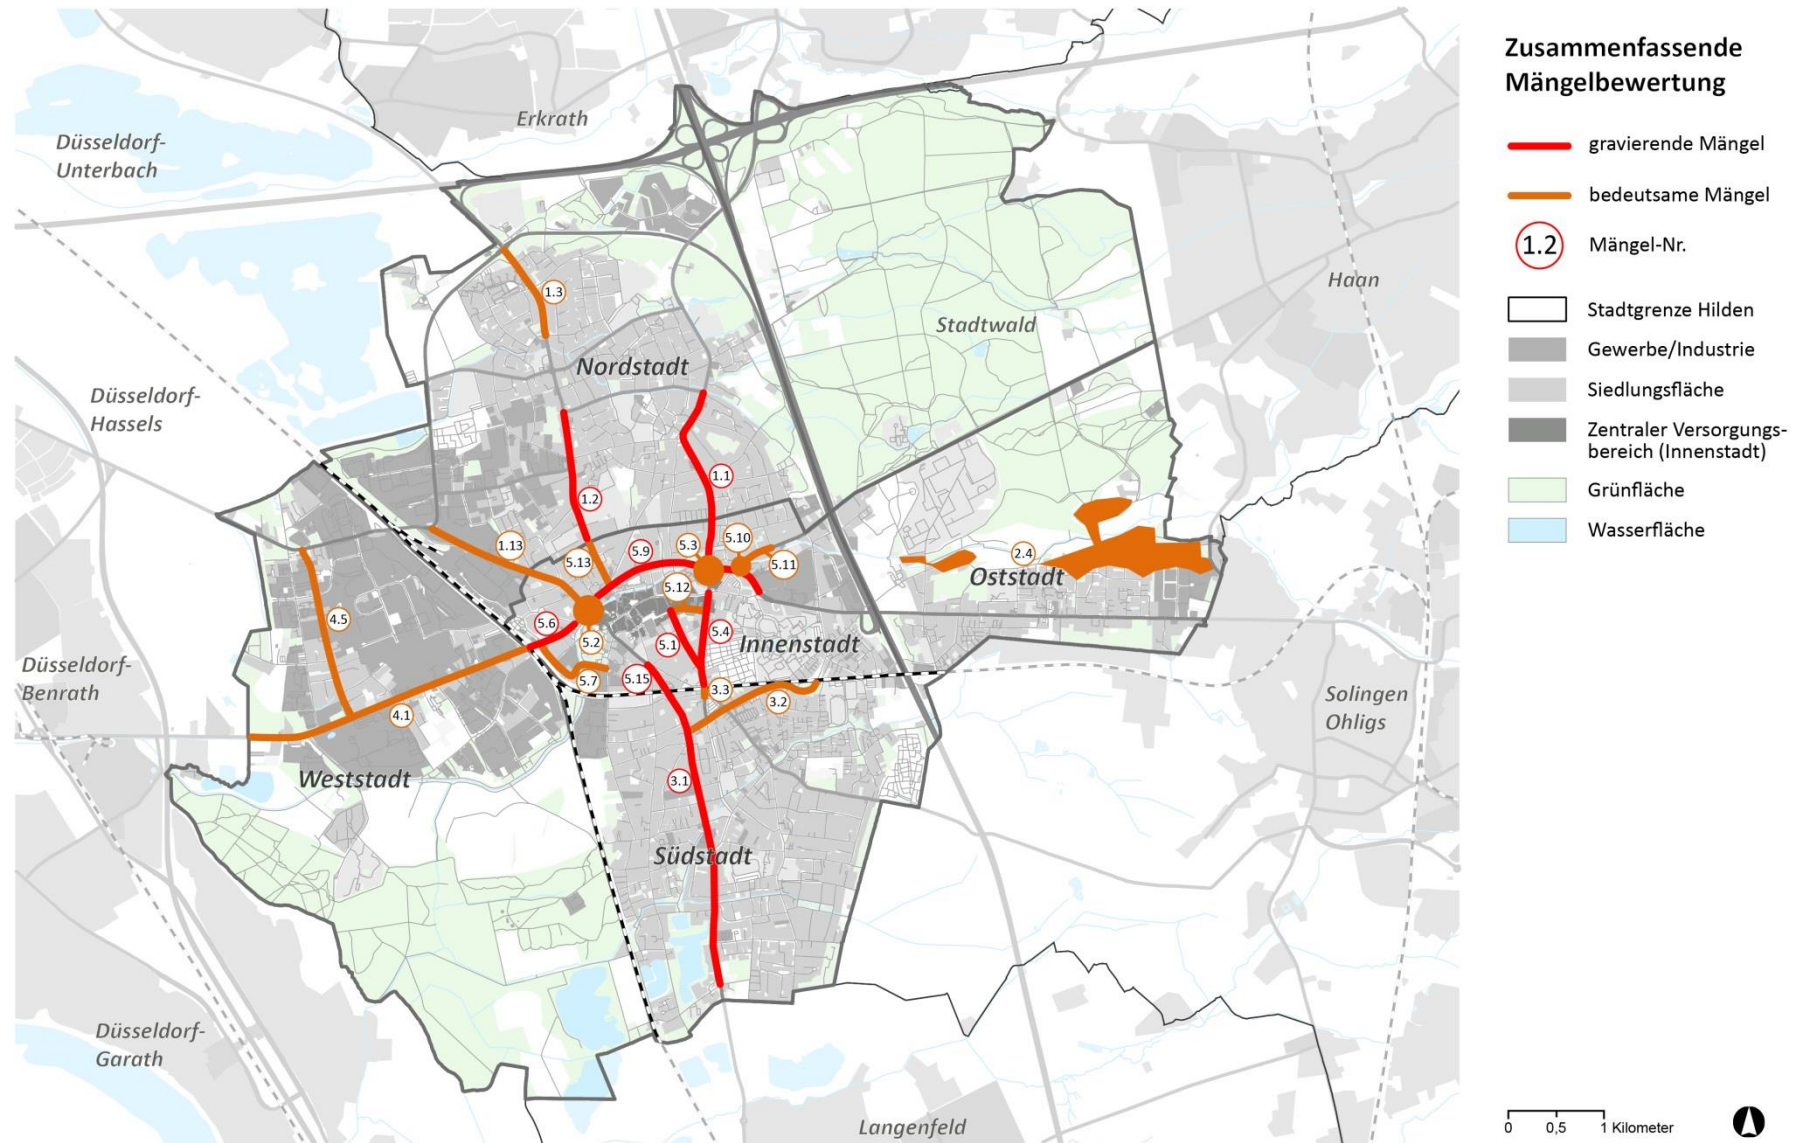 Erkrath
Düsseldorf-
Unterbach
Haan
1.3
Stadtwald
Nordstadt
Düsseldorf-
Hassels
1.1
1.2
1.13
5.13
5.9
5.3
5.10
5.11
2.4
Oststadt
5.12
4.5
5.6
5.2
5.1
5.4
Innenstadt
Düsseldorf-
Benrath
5.7
5.15
3.3
3.2
Solingen
Ohligs
4.1
Weststadt
3.1
Südstadt
Düsseldorf-
Garath
Langenfeld
Zusammenfassende
Mängelbewertung
gravierende Mängel
bedeutsame Mängel
1.2 Mängel-Nr.
Stadtgrenze Hilden
Gewerbe/Industrie
Siedlungsfläche
Zentraler Versorgungs-
bereich (Innenstadt)
Grünfläche
Wasserfläche
0 0,5 1 Kilometer